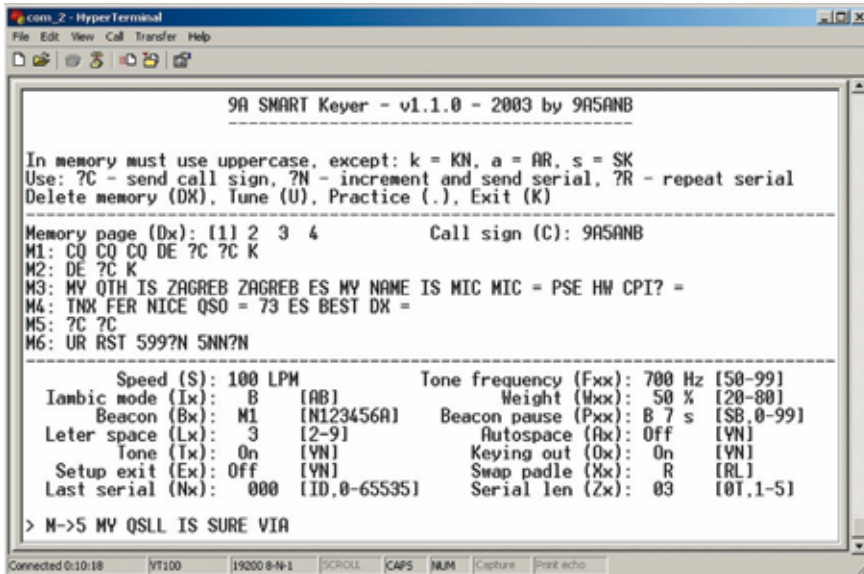 com_2 - HyperTerminal
File Edit View Call Transfer Help
9A SMART Keyer - v1.1.0 - 2003 by 9A5ANB
In memory must use uppercase, except: k = KN, a = AR, s = SK
Use: ?C - send call sign, ?N - increment and send serial, ?R - repeat serial
Delete memory (DX), Tune (U), Practice (.), Exit (K)
Memory page (Dx): [1] 2 3 4 Call sign (C): 9A5ANB
M1: CQ CQ CQ DE ?C ?C K
M2: DE ?C K
M3: MY QTH IS ZAGREB ZAGREB ES MY NAME IS MIC MIC = PSE HW CPI? =
M4: TNX FER NICE QSO = 73 ES BEST DX =
M5: ?C ?C
M6: UR RST 599?N 5NN?N
Speed (S): 100 LPM Tone frequency (Fxx): 700 Hz [50-99]
Iambic mode (Ix): B [AB] Weight (Wxx): 50 % [20-80]
Beacon (Bx): M1 [N123456A] Beacon pause (Pxx): B 7 s [SB,0-99]
Leter space (Lx): 3 [2-9] Autospace (Ax): Off [YN]
Tone (Tx): On [YN] Keying out (Ox): On [YN]
Setup exit (Ex): Off [YN] Swap padle (Xx): R [RL]
Last serial (Nx): 000 [ID,0-65535] Serial len (Zx): 03 [0T,1-5]
> M->5 MY QSLL IS SURE VIA
Connected 0:10:18 VT100 19200 8-N-1 SCROLL CAPS NUM Capture Print echo